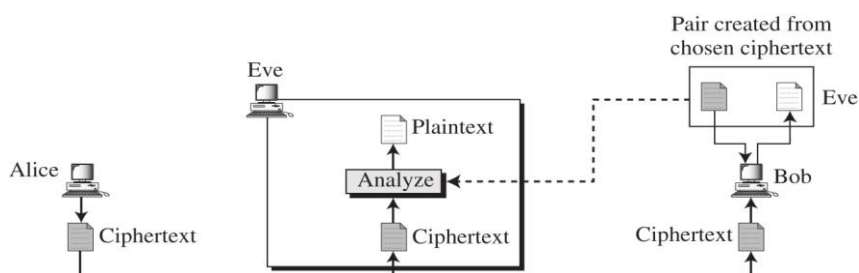 Pair created from
chosen ciphertext
Eve
Eve
Plaintext
Alice
Analyze
Bob
Ciphertext
Ciphertext
Ciphertext